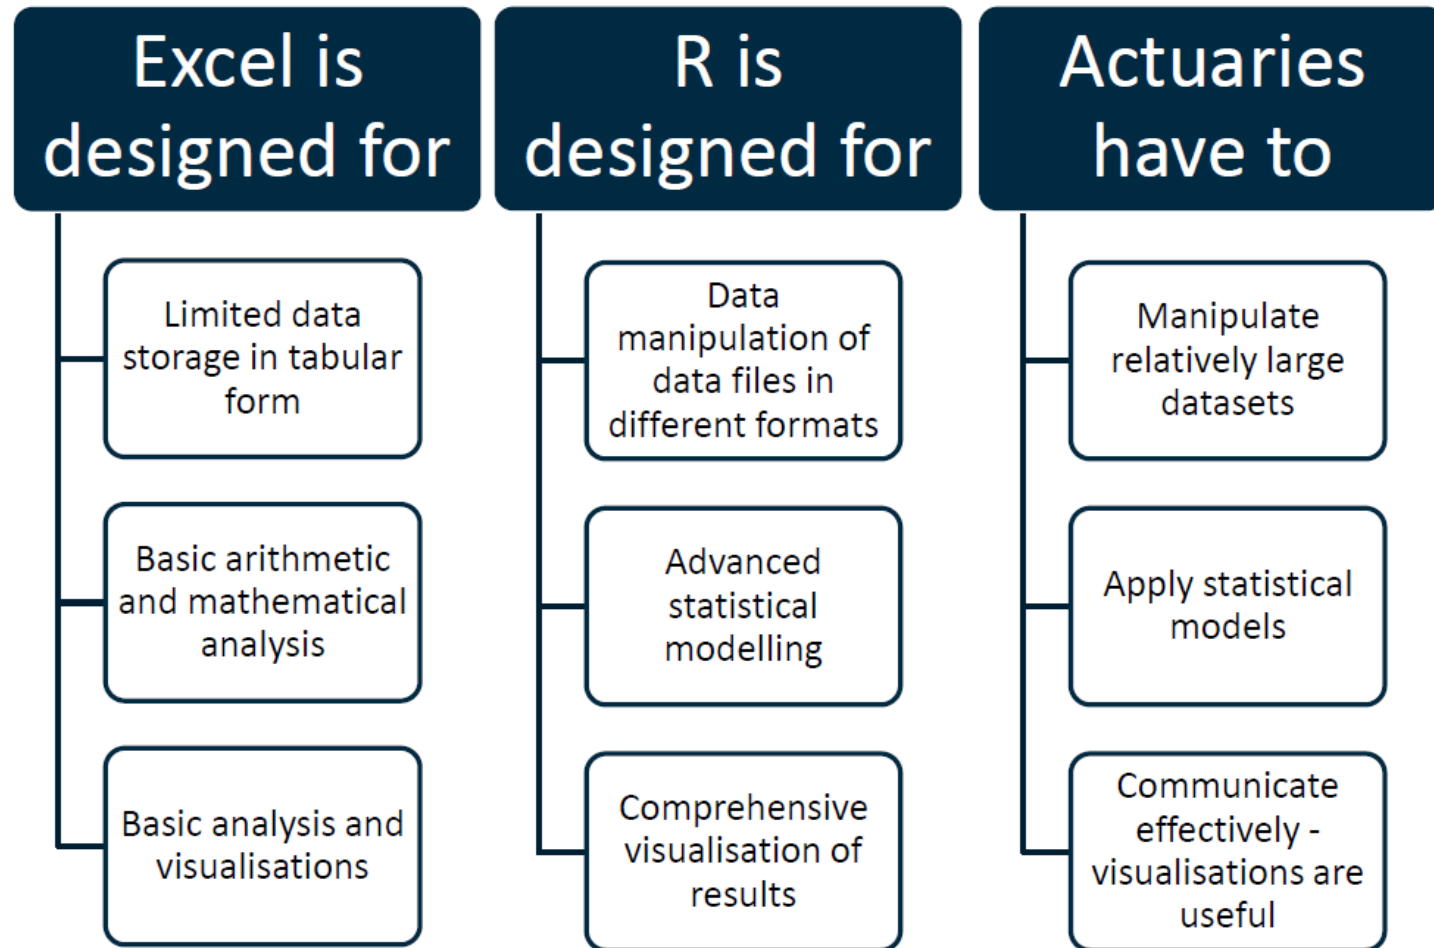 Excel is
designed for
Limited data
storage in tabular
form
Basic arithmetic
and mathematical
analysis
Basic analysis and
visualisations
R is
designed for
Data
manipulation of
data files in
different formats
Advanced
statistical
modelling
Comprehensive
visualisation of
results
Actuaries
have to
Manipulate
relatively large
datasets
Apply statistical
models
Communicate
effectively -
visualisations are
useful